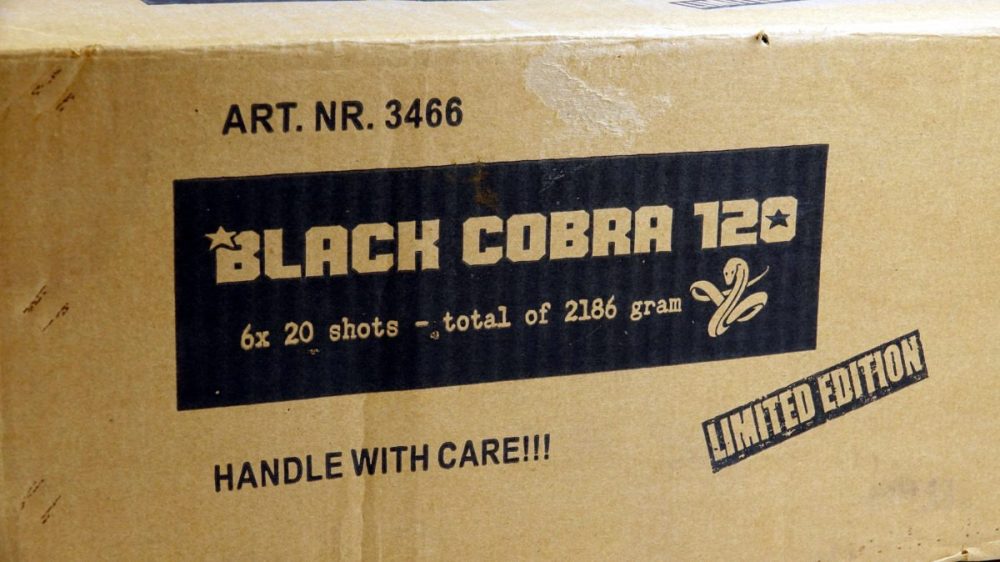 ART. NR. 3466
BLACK COBRA 120
6x 20 shots - total of 2186 gram
LIMITED EDITION
HANDLE WITH CARE!!!